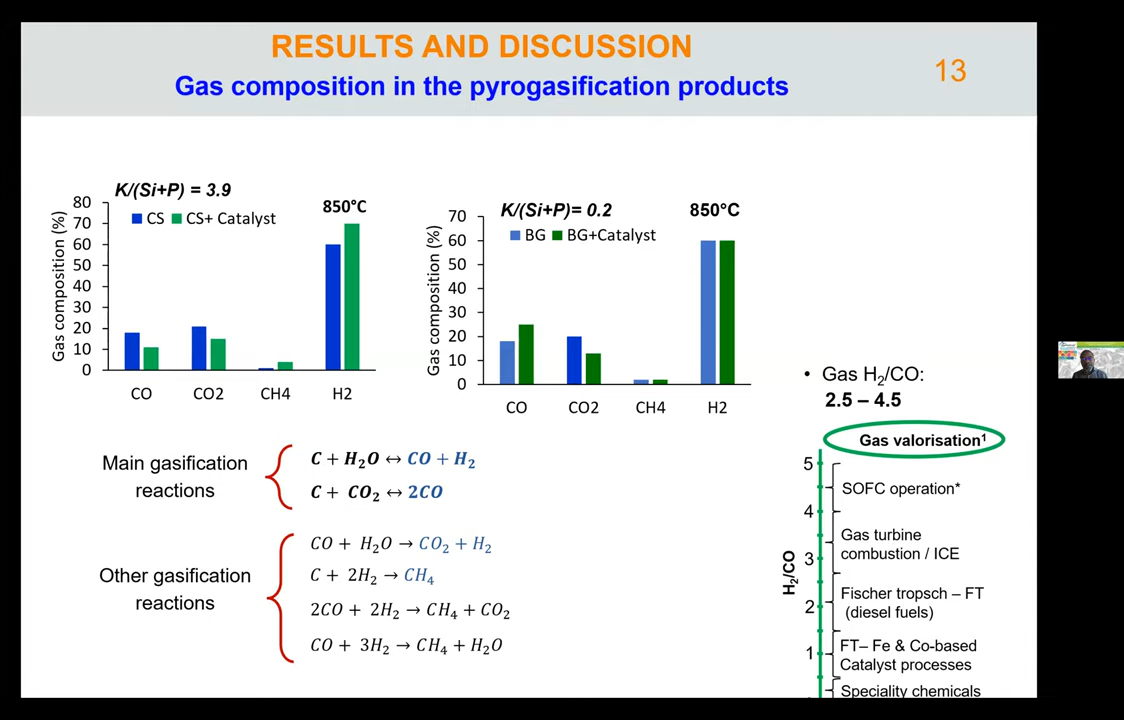 RESULTS AND DISCUSSION
Gas composition in the pyrogasification products
13
K/(Si+P) = 3.9
850°C
CS CS+ Catalyst
Gas composition (%)
80
70
60
50
40
30
20
10
0
CO CO2 CH4 H2
K/(Si+P)= 0.2
850°C
BG BG+Catalyst
Gas composition (%)
70
60
50
40
30
20
10
0
CO CO2 CH4 H2
Main gasification
reactions
C + H₂O ↔ CO + H₂
C + CO₂ ↔ 2CO
Other gasification
reactions
CO + H₂O → CO₂ + H₂
C + 2H₂ → CH₄
2CO + 2H₂ → CH₄ + CO₂
CO + 3H₂ → CH₄ + H₂O
• Gas H₂/CO:
2.5 – 4.5
Gas valorisation¹
H₂/CO
5
4
3
2
1
SOFC operation*
Gas turbine
combustion / ICE
Fischer tropsch – FT
(diesel fuels)
FT– Fe & Co-based
Catalyst processes
Speciality chemicals